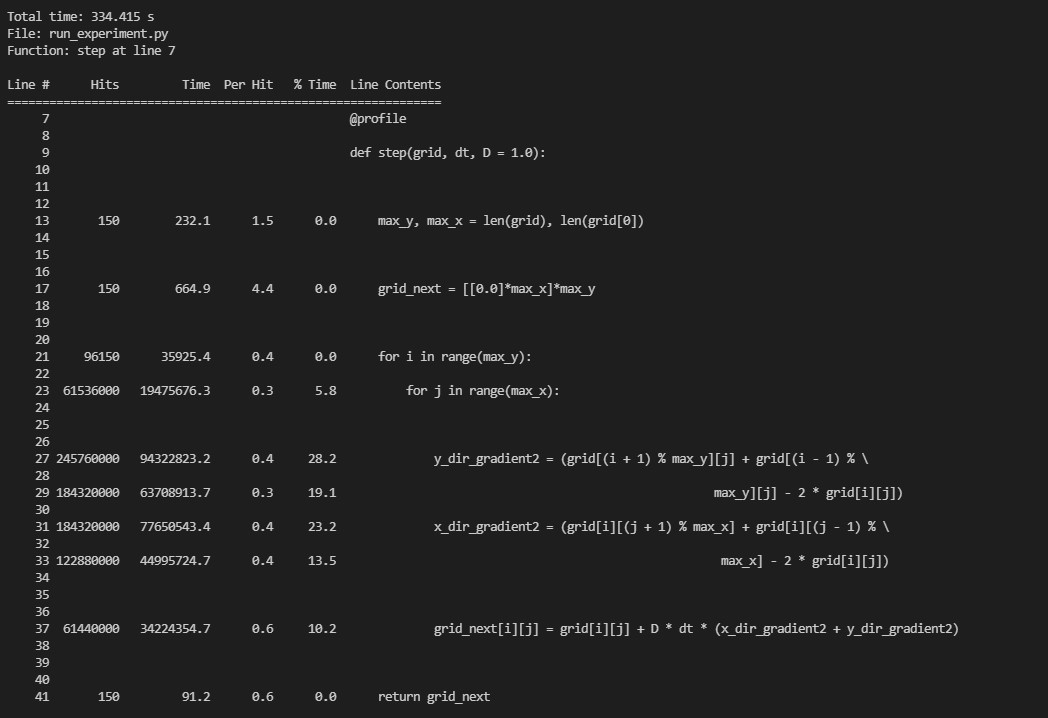 Total time: 334.415 s
File: run_experiment.py
Function: step at line 7
Line #      Hits         Time  Per Hit   % Time  Line Contents
==============================================================
     7                                           @profile
     8
     9                                           def step(grid, dt, D = 1.0):
    10
    11
    12
    13       150        232.1      1.5      0.0      max_y, max_x = len(grid), len(grid[0])
    14
    15
    16
    17       150        664.9      4.4      0.0      grid_next = [[0.0]*max_x]*max_y
    18
    19
    20
    21     96150      35925.4      0.4      0.0      for i in range(max_y):
    22
    23  61536000   19475676.3      0.3      5.8          for j in range(max_x):
    24
    25
    26
    27 245760000   94322823.2      0.4     28.2              y_dir_gradient2 = (grid[(i + 1) % max_y][j] + grid[(i - 1) % \
    28
    29 184320000   63708913.7      0.3     19.1                                                      max_y][j] - 2 * grid[i][j])
    30
    31 184320000   77650543.4      0.4     23.2              x_dir_gradient2 = (grid[i][(j + 1) % max_x] + grid[i][(j - 1) % \
    32
    33 122880000   44995724.7      0.4     13.5                                                       max_x] - 2 * grid[i][j])
    34
    35
    36
    37  61440000   34224354.7      0.6     10.2              grid_next[i][j] = grid[i][j] + D * dt * (x_dir_gradient2 + y_dir_gradient2)
    38
    39
    40
    41       150         91.2      0.6      0.0      return grid_next